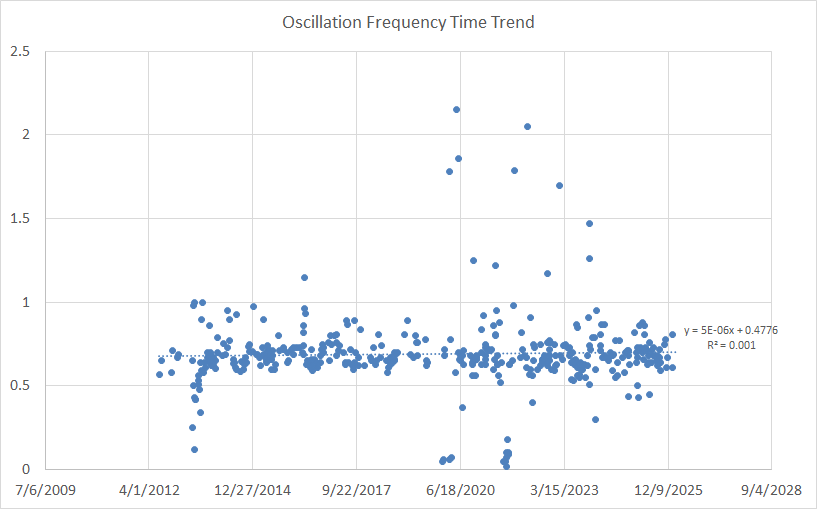 Oscillation Frequency Time Trend
2.5
2
1.5
1
0.5
0
y = 5E-06x + 0.4776
R² = 0.001
7/6/2009 4/1/2012 12/27/2014 9/22/2017 6/18/2020 3/15/2023 12/9/2025 9/4/2028